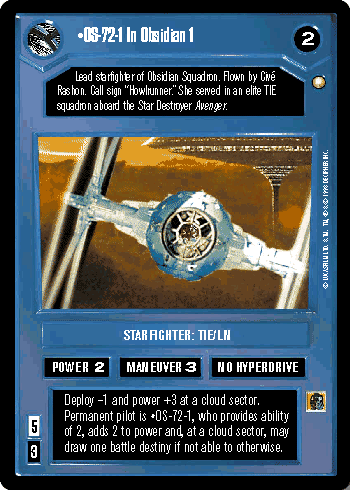 •OS-72-1 In Obsidian 1
2
Lead starfighter of Obsidian Squadron. Flown by Civé
Rashon. Call sign "Howlrunner." She served in an elite TIE
squadron aboard the Star Destroyer Avenger.
STARFIGHTER: TIE/LN
POWER 2
MANEUVER 3
NO HYPERDRIVE
Deploy -1 and power +3 at a cloud sector.
Permanent pilot is •OS-72-1, who provides ability
of 2, adds 2 to power and, at a cloud sector, may
draw one battle destiny if not able to otherwise.
5
3